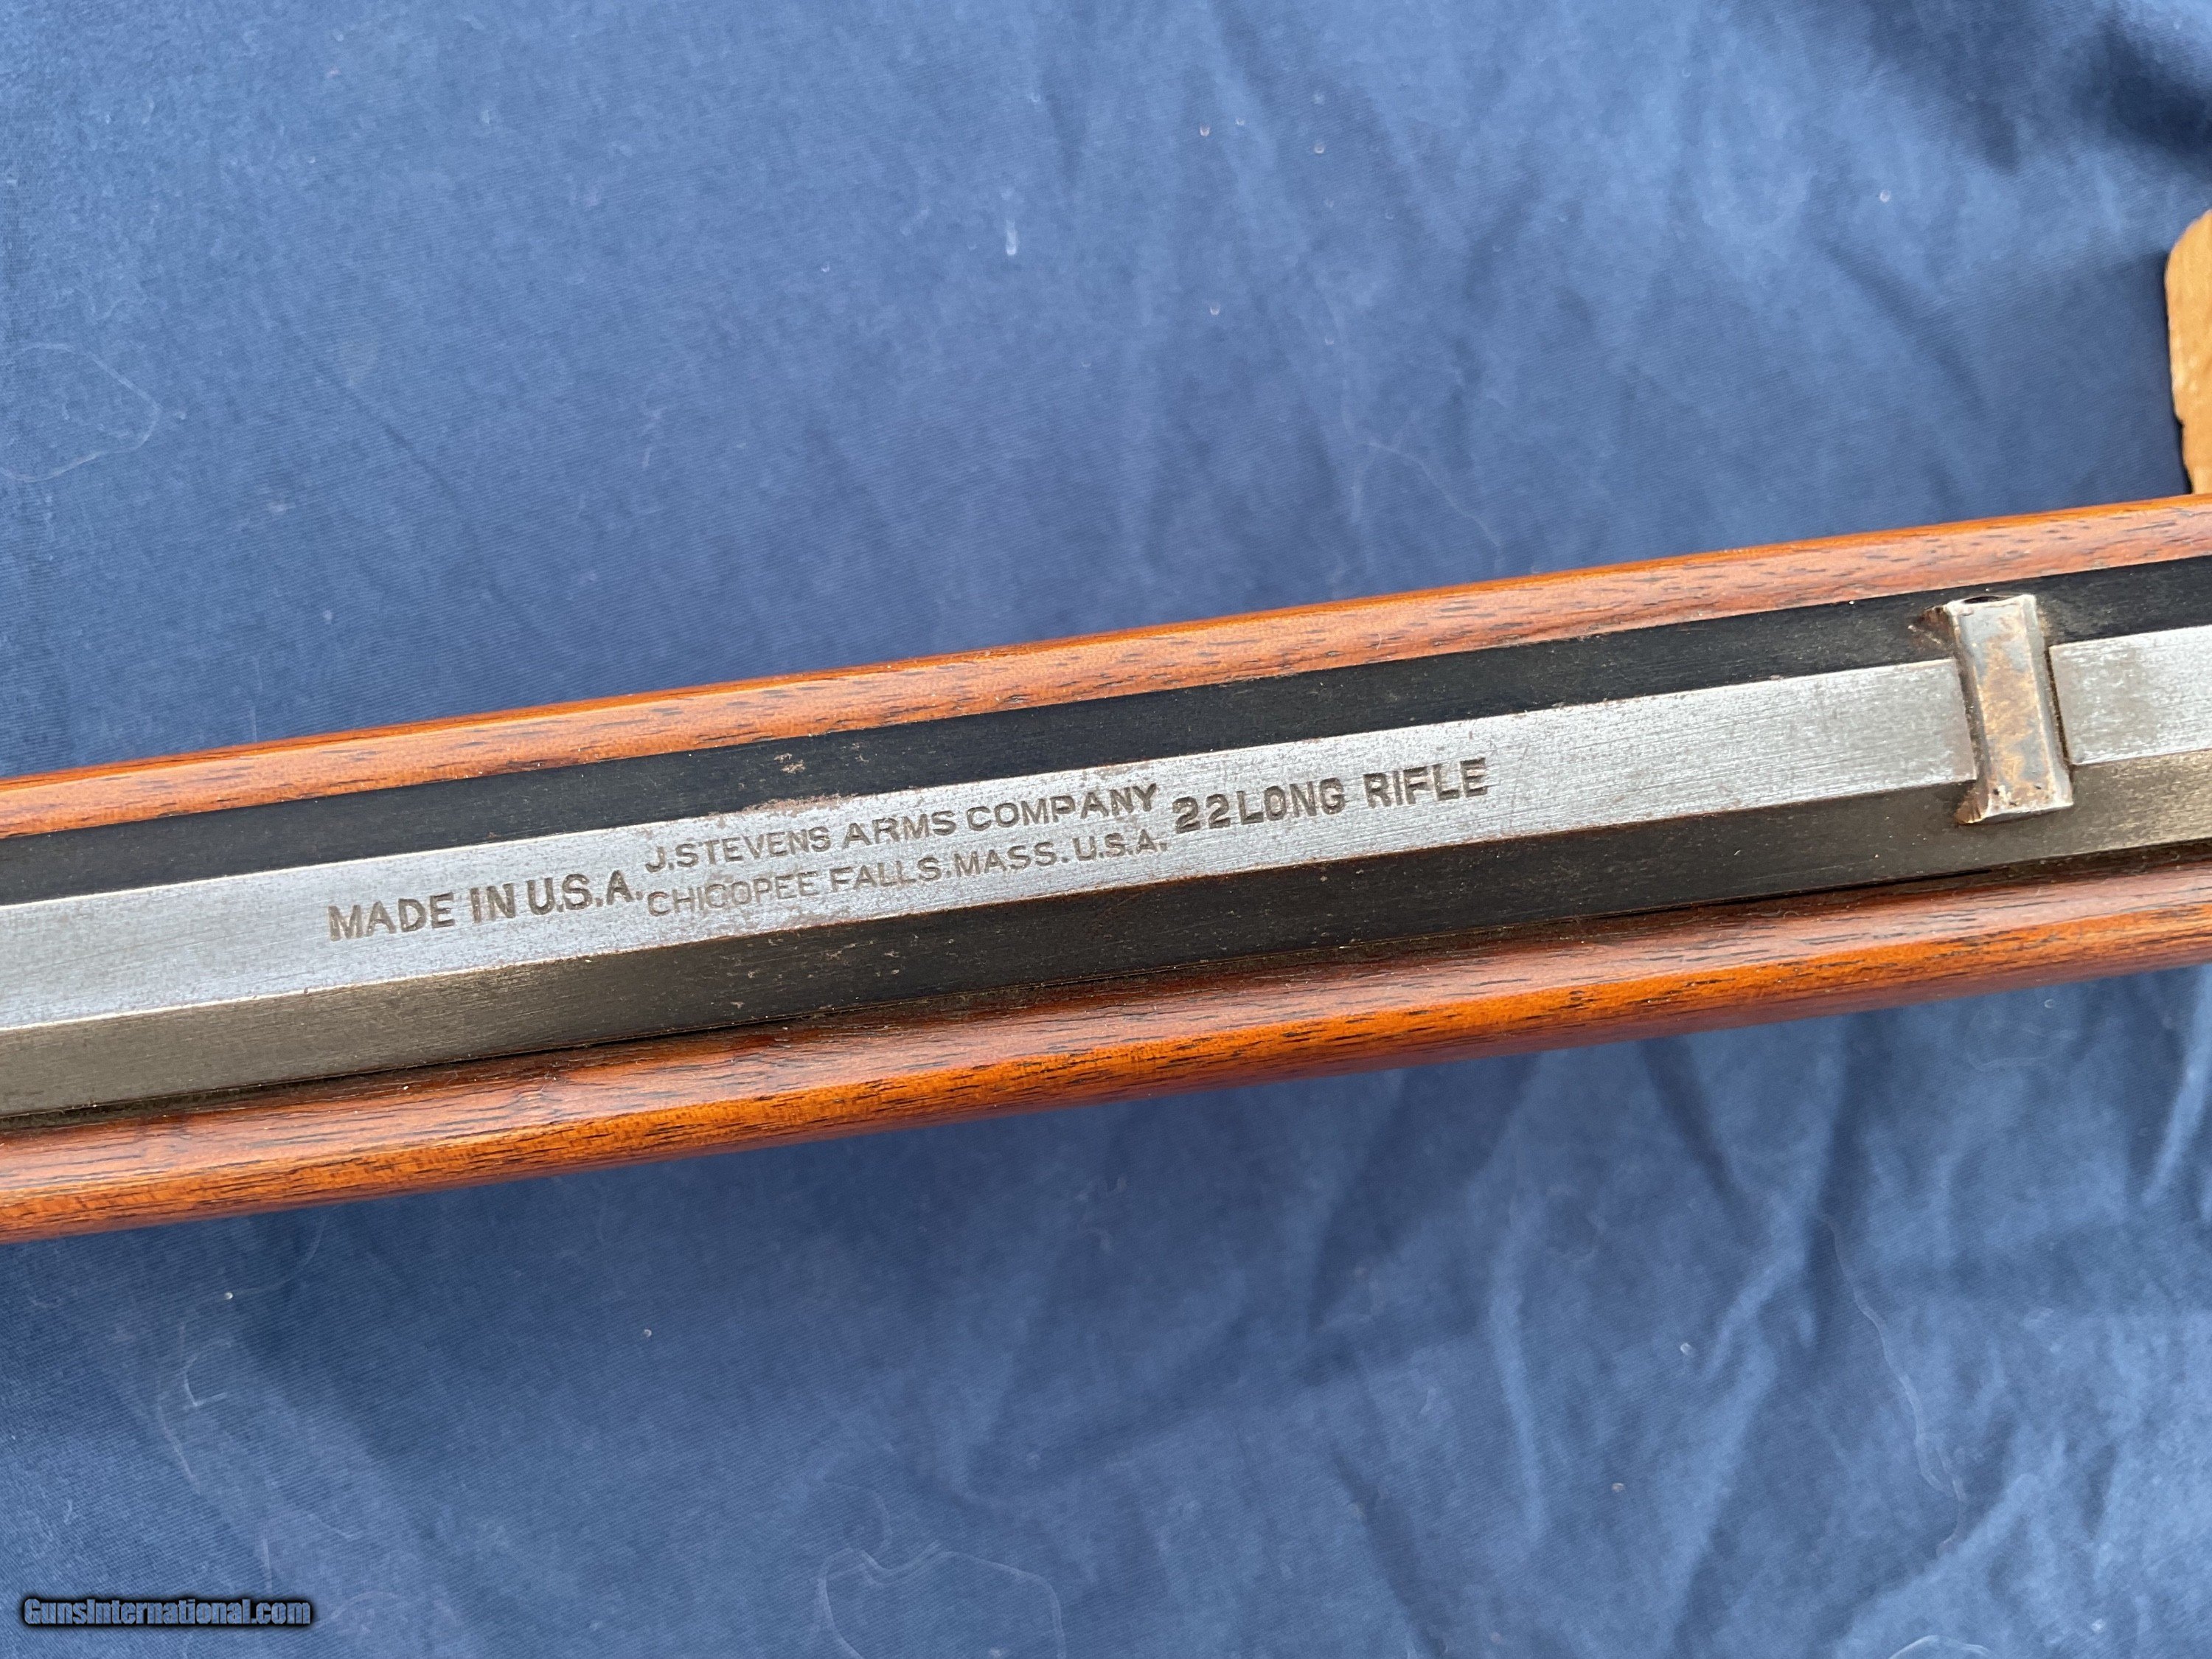 MADE IN U.S.A.
J. STEVENS ARMS COMPANY
CHICOPEE FALLS. MASS. U.S.A.
22 LONG RIFLE
GunsInternational.com